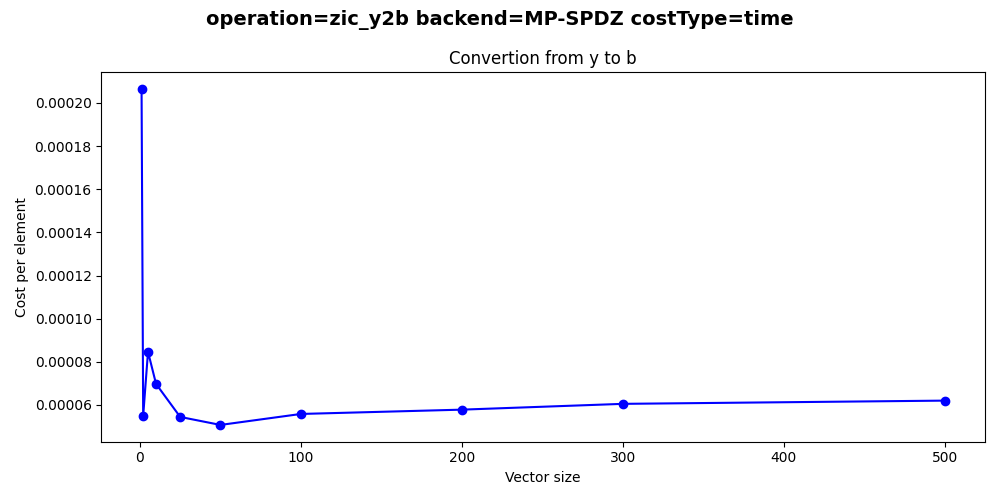 operation=zic_y2b backend=MP-SPDZ costType=time
Convertion from y to b
Cost per element
0.00020
0.00018
0.00016
0.00014
0.00012
0.00010
0.00008
0.00006
0 100 200 300 400 500
Vector size